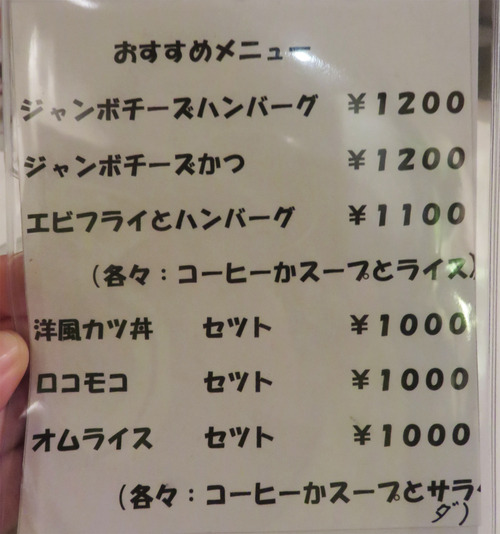 おすすめメニュー
ジャンボチーズハンバーグ ¥1200
ジャンボチーズかつ ¥1200
エビフライとハンバーグ ¥1100
(各々：コーヒーかスープとライス)
洋風カツ丼 セット ¥1000
ロコモコ セット ¥1000
オムライス セット ¥1000
(各々：コーヒーかスープとサラ
ダ)